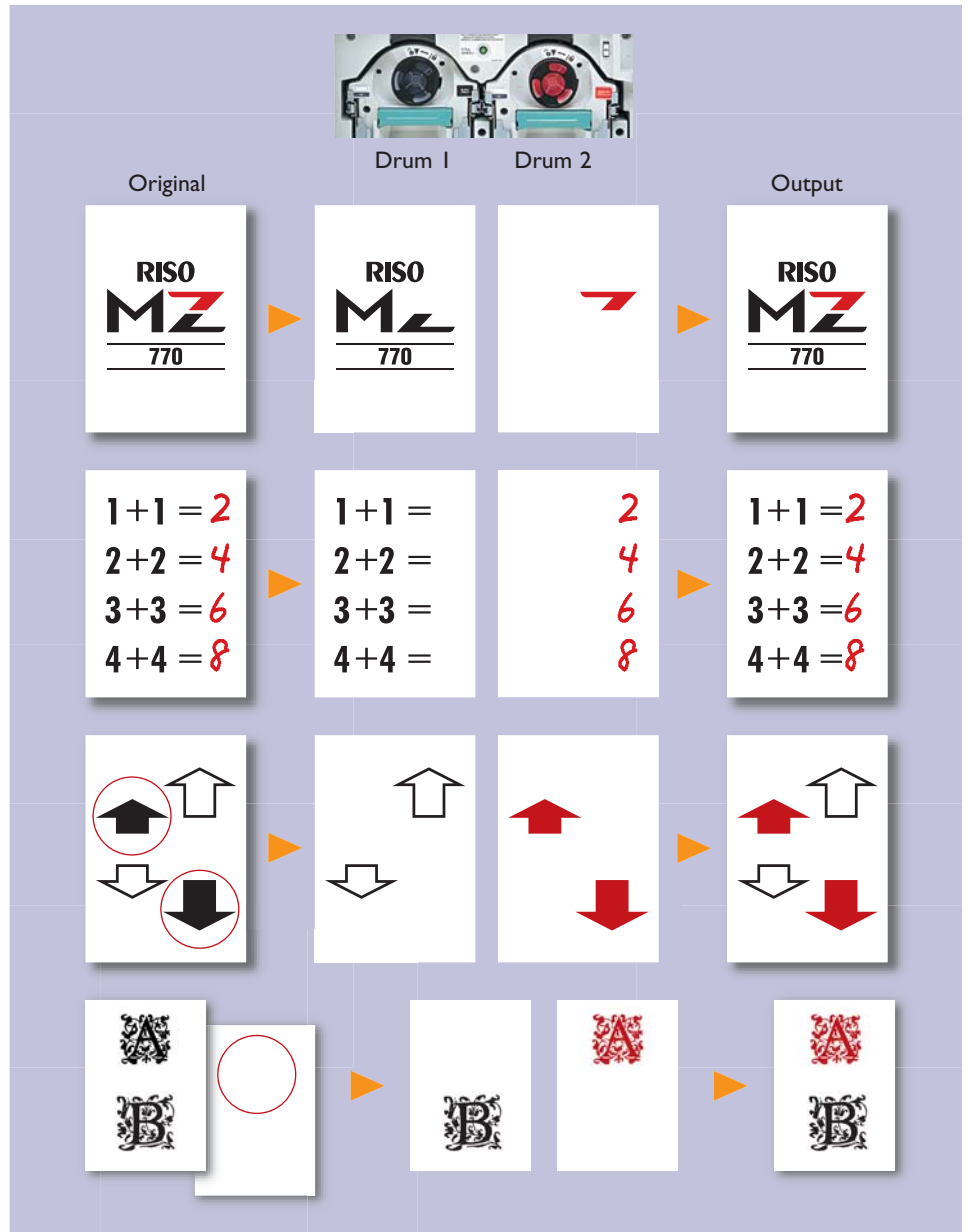 Drum 1 Drum 2
Original Output
RISO RISO RISO
MZ M MZ
770 770 770
1+1 = 2 1+1 = 2 1+1 = 2
2+2 = 4 2+2 = 4 2+2 = 4
3+3 = 6 3+3 = 6 3+3 = 6
4+4 = 8 4+4 = 8 4+4 = 8
A A A
B B B